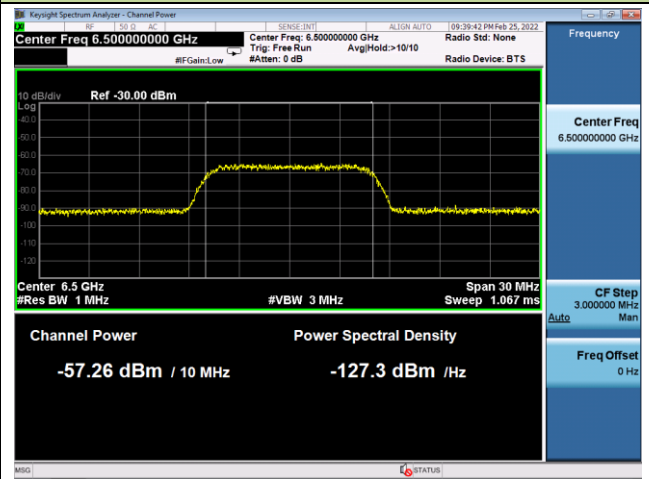 Keysight Spectrum Analyzer - Channel Power
RF 50 Ω AC SENSE:INT ALIGN AUTO 09:39:42 PM Feb 25, 2022
Center Freq 6.500000000 GHz
Center Freq: 6.500000000 GHz
Radio Std: None
Trig: Free Run Avg|Hold:>10/10
#IFGain:Low
#Atten: 0 dB
Radio Device: BTS
Frequency
10 dB/div Ref -30.00 dBm
Log
-40.0
-50.0
-60.0
-70.0
-80.0
-90.0
-100
-110
-120
Center 6.5 GHz
Span 30 MHz
#Res BW 1 MHz
#VBW 3 MHz
Sweep 1.067 ms
Channel Power
Power Spectral Density
-57.26 dBm / 10 MHz
-127.3 dBm /Hz
Center Freq
6.500000000 GHz
CF Step
3.000000 MHz
Auto Man
Freq Offset
0 Hz
MSG
STATUS